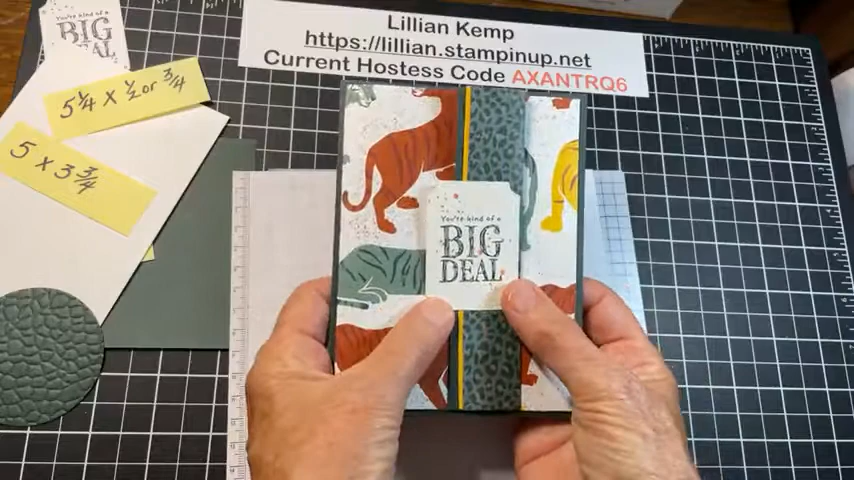 You're kind of a
BIG
DEAL
Lillian Kemp
https://lillian.stampinup.net
Current Hostess Code: YAXANTRQ6
5¼ x ½ or ¾
5 x 3¾
You're kind of a
BIG
DEAL